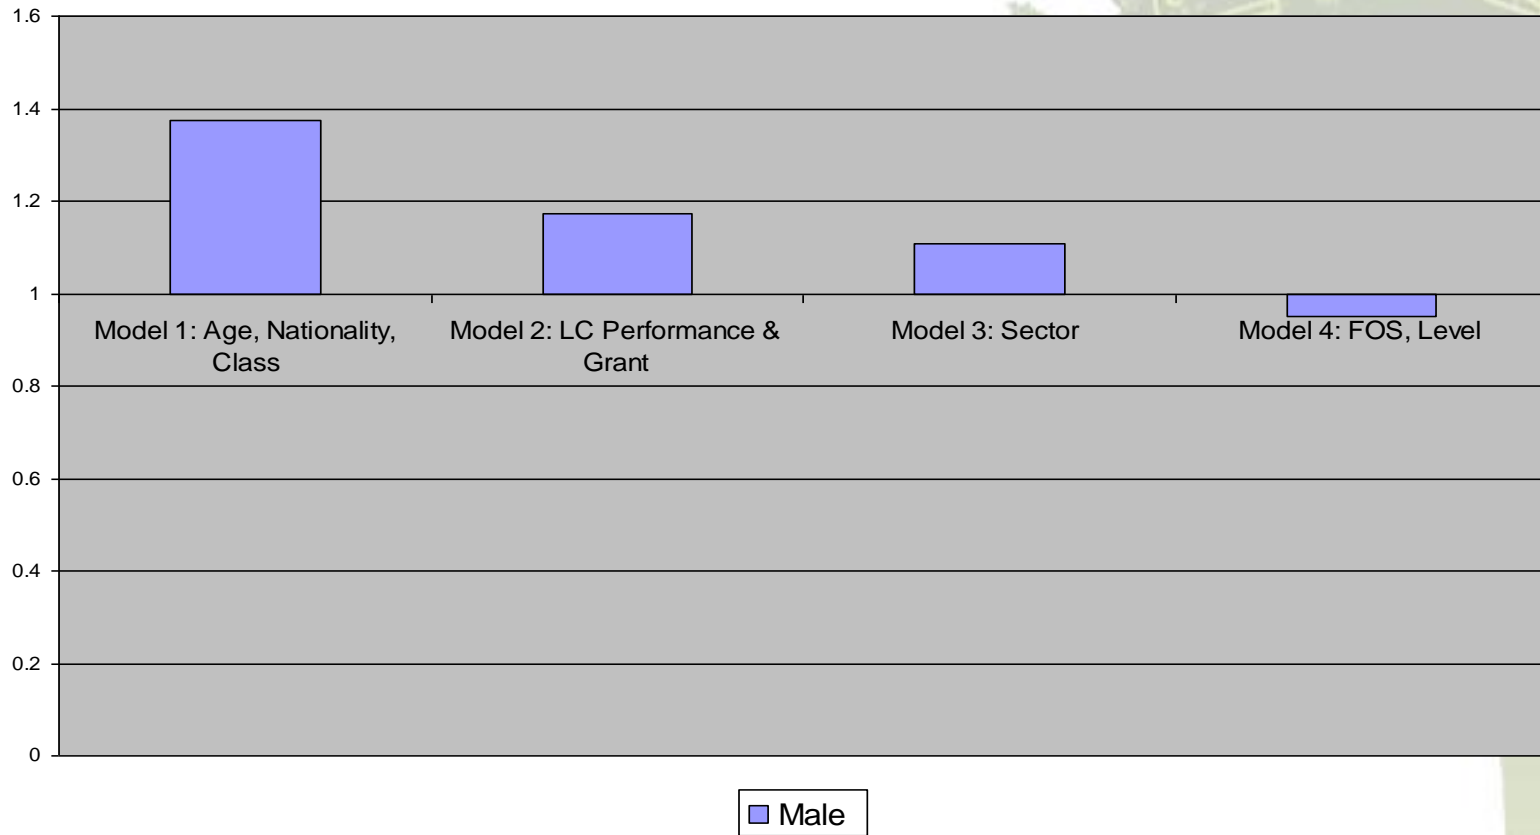 1.6
1.4
1.2
1
0.8
0.6
0.4
0.2
0
Model 1: Age, Nationality,
Class
Model 2: LC Performance &
Grant
Model 3: Sector
Model 4: FOS, Level
Male